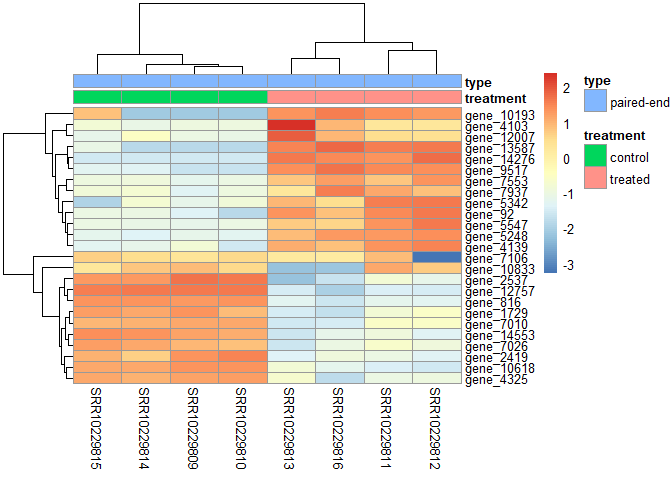 type
treatment
gene_10193
gene_4103
gene_12007
gene_13587
gene_14276
gene_9517
gene_7553
gene_7937
gene_5342
gene_92
gene_5547
gene_5248
gene_4139
gene_7106
gene_10833
gene_2537
gene_12757
gene_816
gene_1729
gene_7010
gene_14553
gene_7026
gene_2419
gene_10618
gene_4325
SRR10229815
SRR10229814
SRR10229809
SRR10229810
SRR10229813
SRR10229816
SRR10229811
SRR10229812
2
1
0
-1
-2
-3
type
paired-end
treatment
control
treated